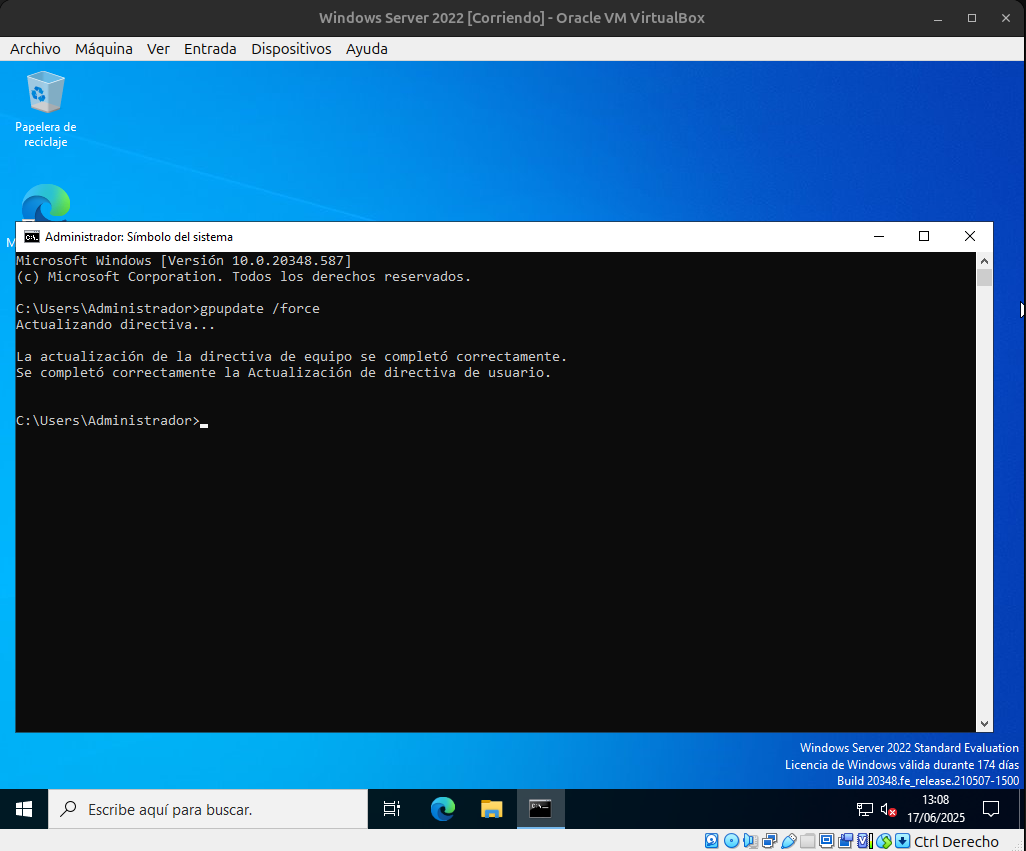 Windows Server 2022 [Corriendo] - Oracle VM VirtualBox
Archivo Máquina Ver Entrada Dispositivos Ayuda
Papelera de
reciclaje
M
Administrador: Símbolo del sistema
Microsoft Windows [Versión 10.0.20348.587]
(c) Microsoft Corporation. Todos los derechos reservados.
C:\Users\Administrador>gpupdate /force
Actualizando directiva...
La actualización de la directiva de equipo se completó correctamente.
Se completó correctamente la Actualización de directiva de usuario.
C:\Users\Administrador>
Windows Server 2022 Standard Evaluation
Licencia de Windows válida durante 174 días
Build 20348.fe_release.210507-1500
Escribe aquí para buscar.
13:08
17/06/2025
Ctrl Derecho